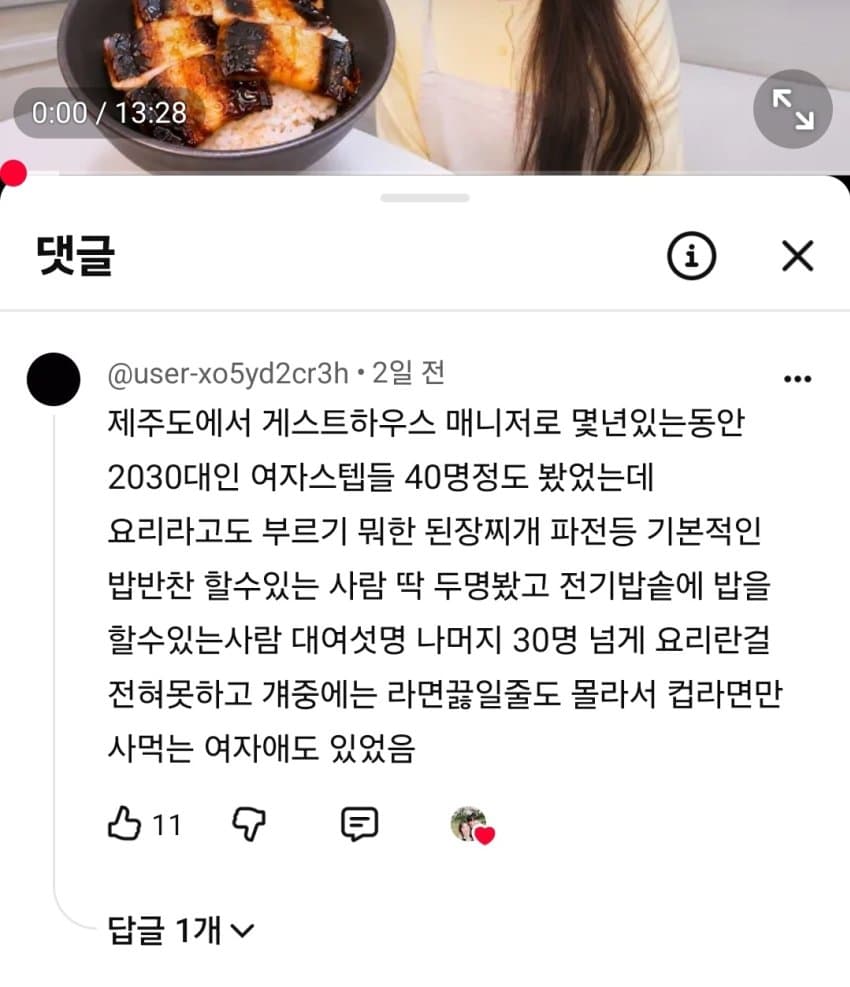 0:00 / 13:28
댓글
@user-xo5yd2cr3h • 2일 전
제주도에서 게스트하우스 매니저로 몇년있는동안
2030대인 여자스텝들 40명정도 봤었는데
요리라고도 부르기 뭐한 된장찌개 파전등 기본적인
밥반찬 할수있는 사람 딱 두명봤고 전기밥솥에 밥을
할수있는사람 대여섯명 나머지 30명 넘게 요리란걸
전혀못하고 걔중에는 라면끓일줄도 몰라서 컵라면만
사먹는 여자애도 있었음
11
답글 1개